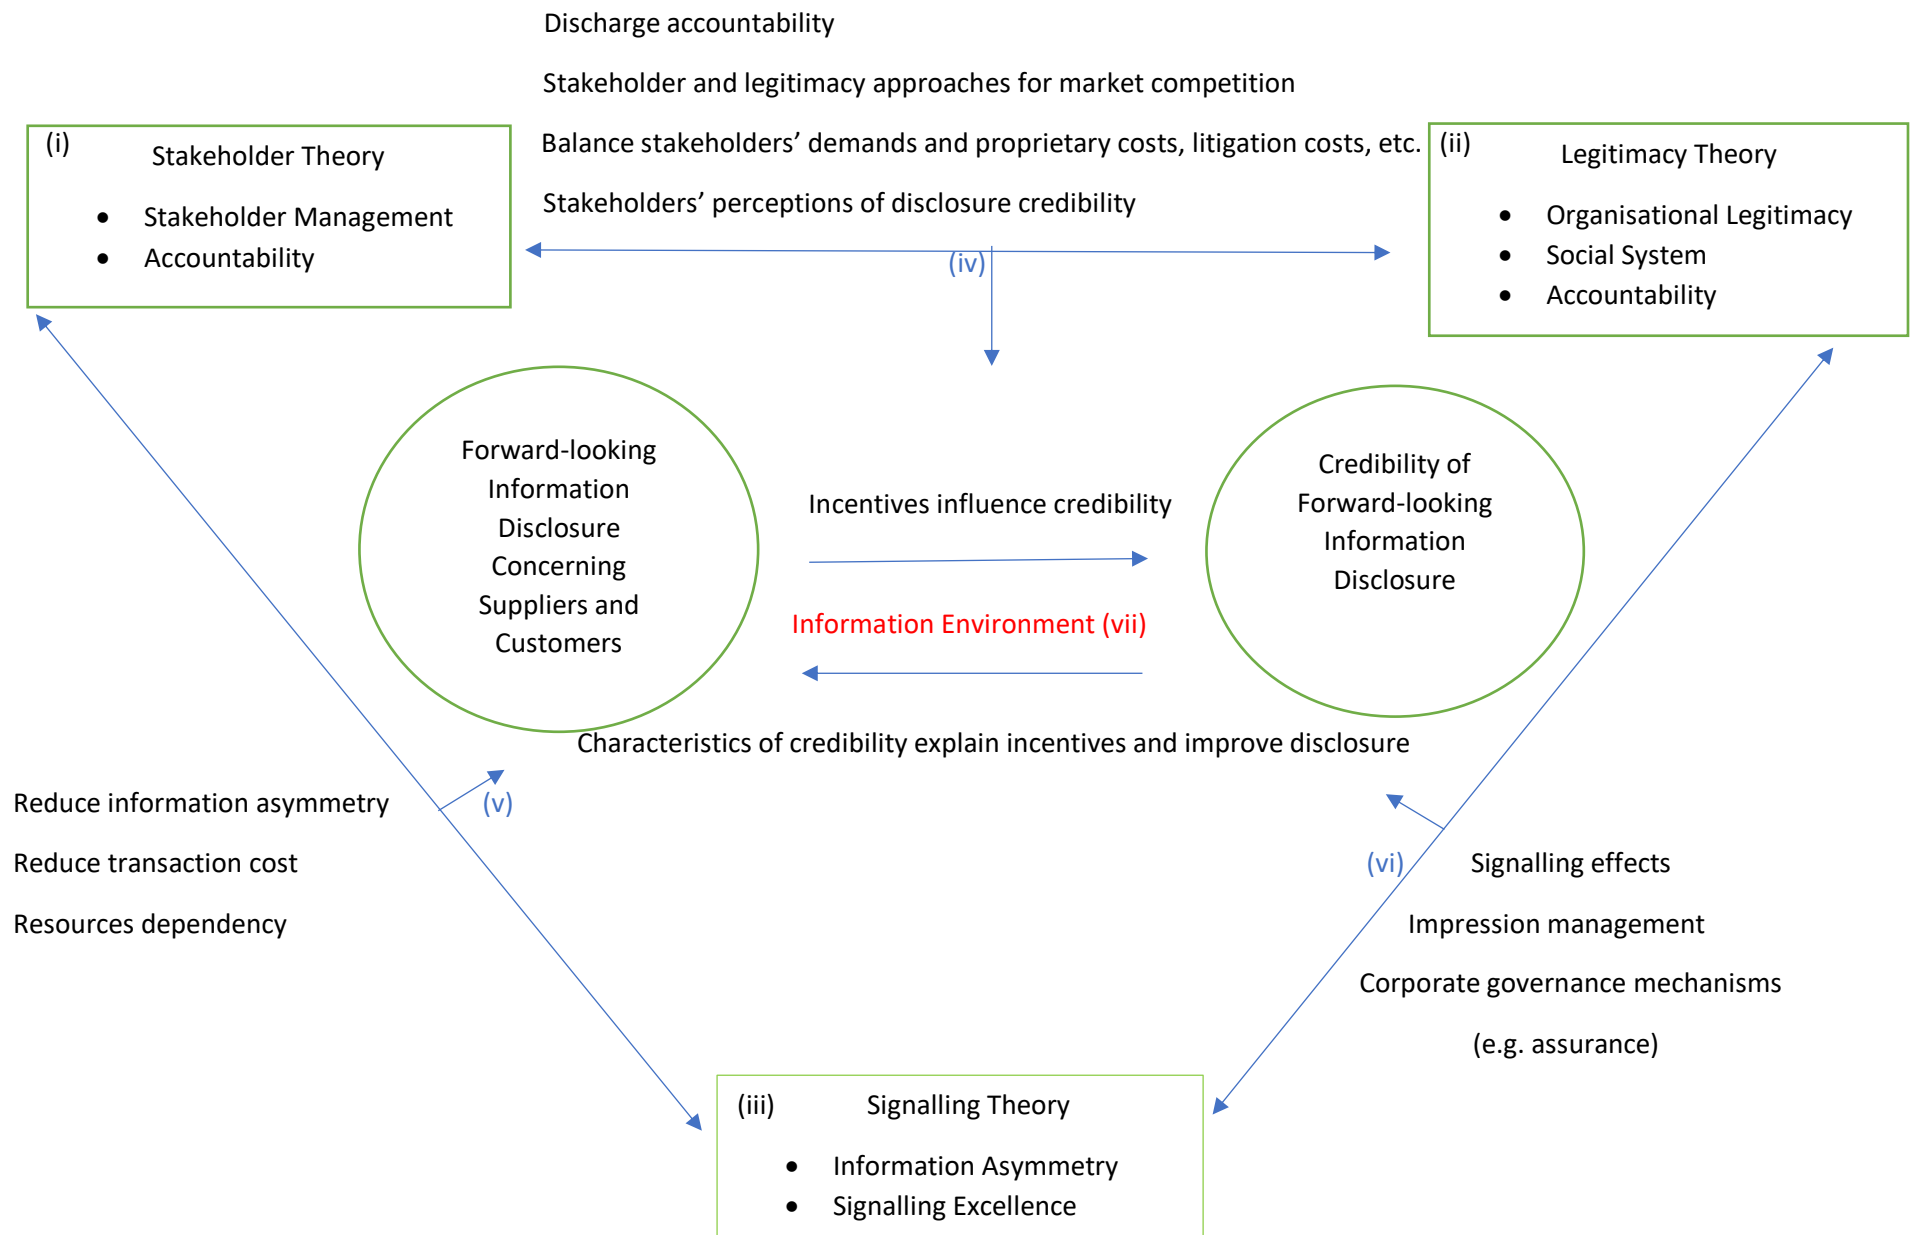 Discharge accountability
Stakeholder and legitimacy approaches for market competition
Balance stakeholders’ demands and proprietary costs, litigation costs, etc.
Stakeholders’ perceptions of disclosure credibility
(iv)
(i)
Stakeholder Theory
• Stakeholder Management
• Accountability
(ii)
Legitimacy Theory
• Organisational Legitimacy
• Social System
• Accountability
Forward-looking
Information
Disclosure
Concerning
Suppliers and
Customers
Incentives influence credibility
Information Environment (vii)
Characteristics of credibility explain incentives and improve disclosure
Credibility of
Forward-looking
Information
Disclosure
Reduce information asymmetry
(v)
Reduce transaction cost
Resources dependency
(vi)
Signalling effects
Impression management
Corporate governance mechanisms
(e.g. assurance)
(iii)
Signalling Theory
• Information Asymmetry
• Signalling Excellence